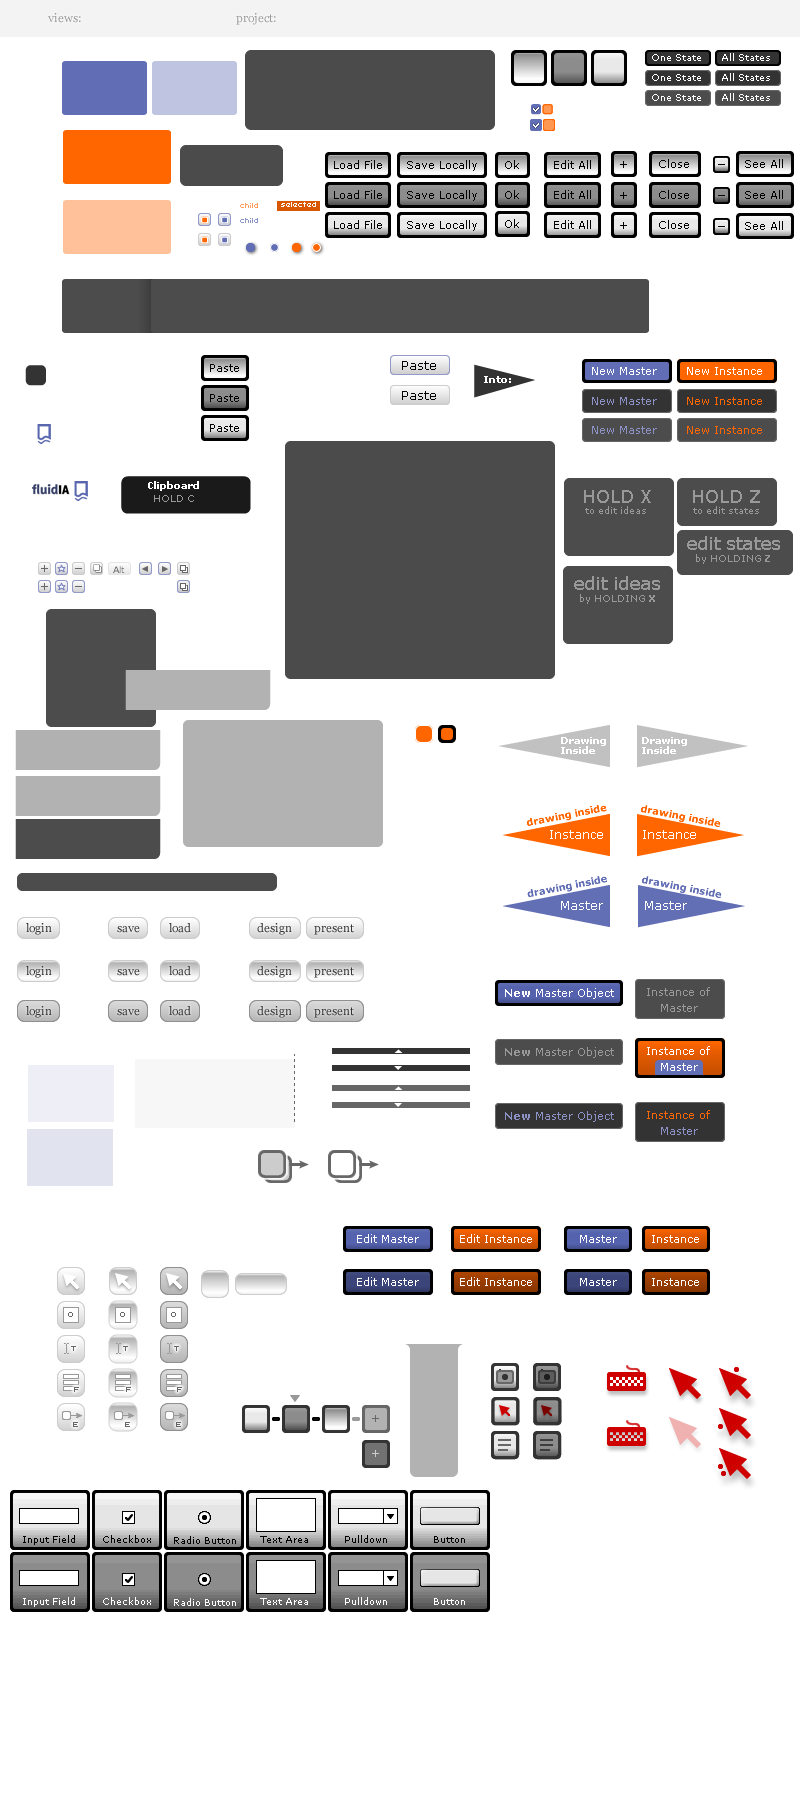 views: project:
One State All States
One State All States
One State All States
Load File Save Locally Ok Edit All + Close − See All
Load File Save Locally Ok Edit All + Close − See All
Load File Save Locally Ok Edit All + Close − See All
child selected
child
Paste Paste
Paste Paste
Paste
Into:
New Master New Instance
New Master New Instance
New Master New Instance
fluidIA
Clipboard
HOLD C
HOLD X
to edit ideas
HOLD Z
to edit states
edit states
by HOLDING Z
edit ideas
by HOLDING X
+ − Alt
+ −
Drawing
Inside
Drawing
Inside
drawing inside
Instance
drawing inside
Instance
drawing inside
Master
drawing inside
Master
login save load design present
login save load design present
login save load design present
New Master Object
Instance of
Master
New Master Object
Instance of
Master
New Master Object
Instance of
Master
Edit Master Edit Instance Master Instance
Edit Master Edit Instance Master Instance
T T T
F F F
E E E
+
+
Input Field Checkbox Radio Button Text Area Pulldown Button
Input Field Checkbox Radio Button Text Area Pulldown Button